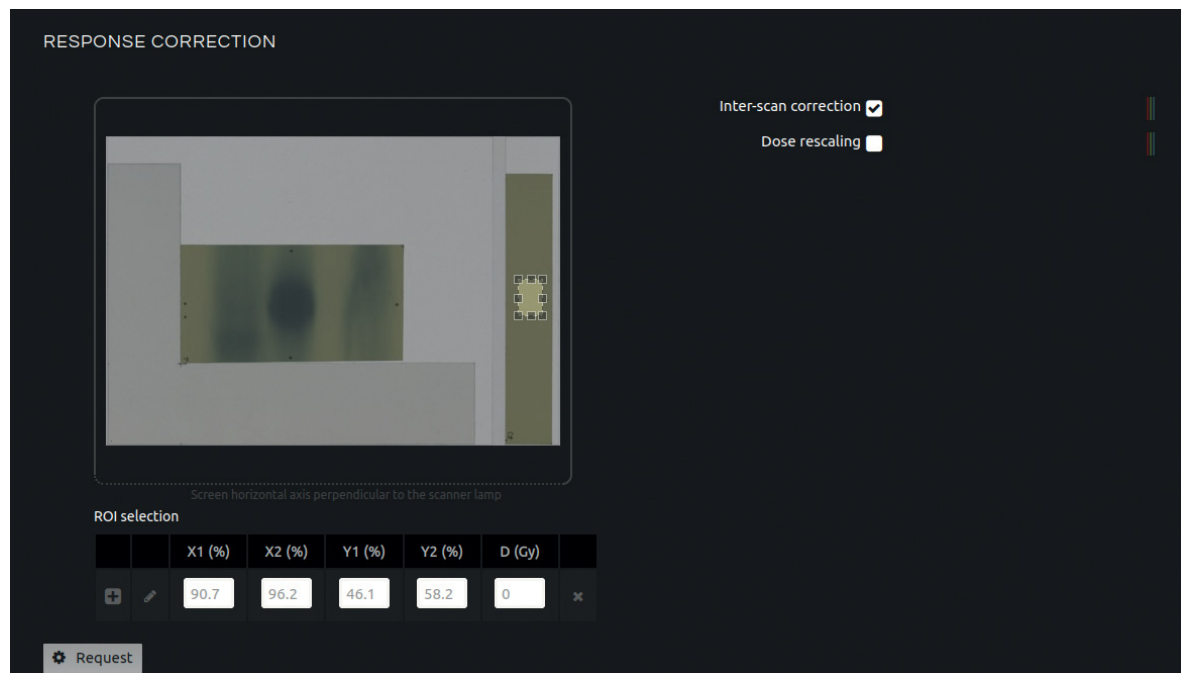 RESPONSE CORRECTION
Inter-scan correction
Dose rescaling
Screen horizontal axis perpendicular to the scanner lamp
ROI selection
X1 (%) X2 (%) Y1 (%) Y2 (%) D (Gy)
90.7 96.2 46.1 58.2 0
Request